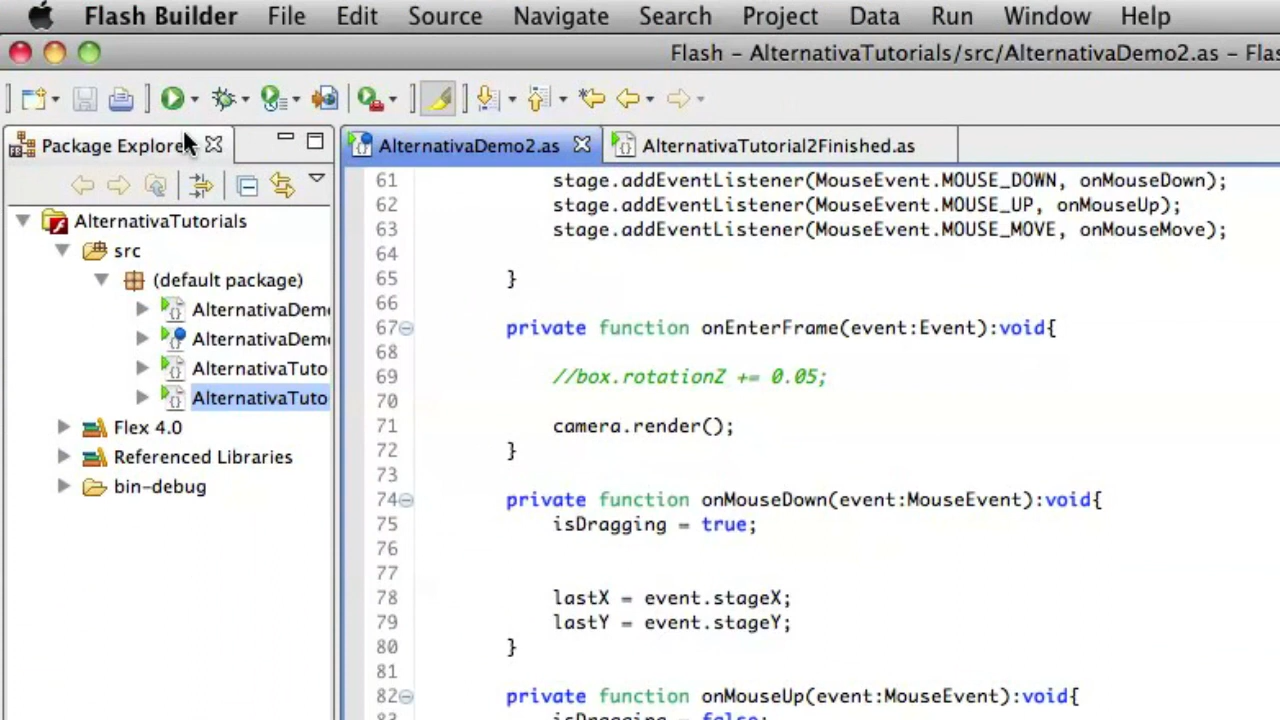 Flash Builder File Edit Source Navigate Search Project Data Run Window Help
Flash – AlternativaTutorials/src/AlternativaDemo2.as – Flas
Package Explore
AlternativaDemo2.as
AlternativaTutorial2Finished.as
AlternativaTutorials
src
(default package)
AlternativaDem
AlternativaDem
AlternativaTuto
AlternativaTuto
Flex 4.0
Referenced Libraries
bin-debug
61 stage.addEventListener(MouseEvent.MOUSE_DOWN, onMouseDown);
62 stage.addEventListener(MouseEvent.MOUSE_UP, onMouseUp);
63 stage.addEventListener(MouseEvent.MOUSE_MOVE, onMouseMove);
64
65 }
66
67 private function onEnterFrame(event:Event):void{
68
69 //box.rotationZ += 0.05;
70
71 camera.render();
72 }
73
74 private function onMouseDown(event:MouseEvent):void{
75 isDragging = true;
76
77
78 lastX = event.stageX;
79 lastY = event.stageY;
80 }
81
82 private function onMouseUp(event:MouseEvent):void{
83 isDragging = false;